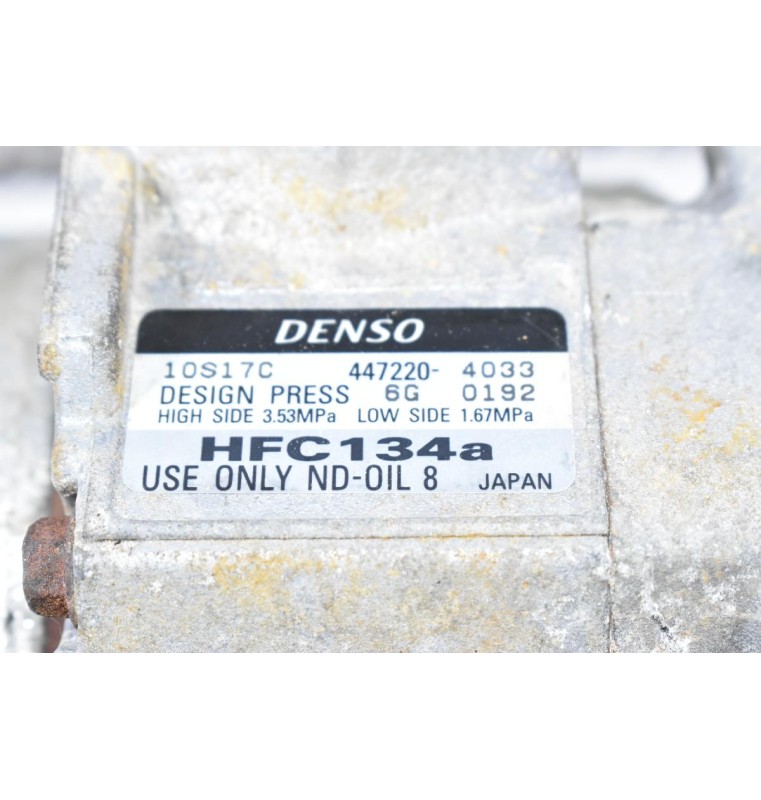 DENSO
10S17C 447220- 4033
DESIGN PRESS 6G 0192
HIGH SIDE 3.53MPa LOW SIDE 1.67MPa
HFC134a
USE ONLY ND-OIL 8 JAPAN